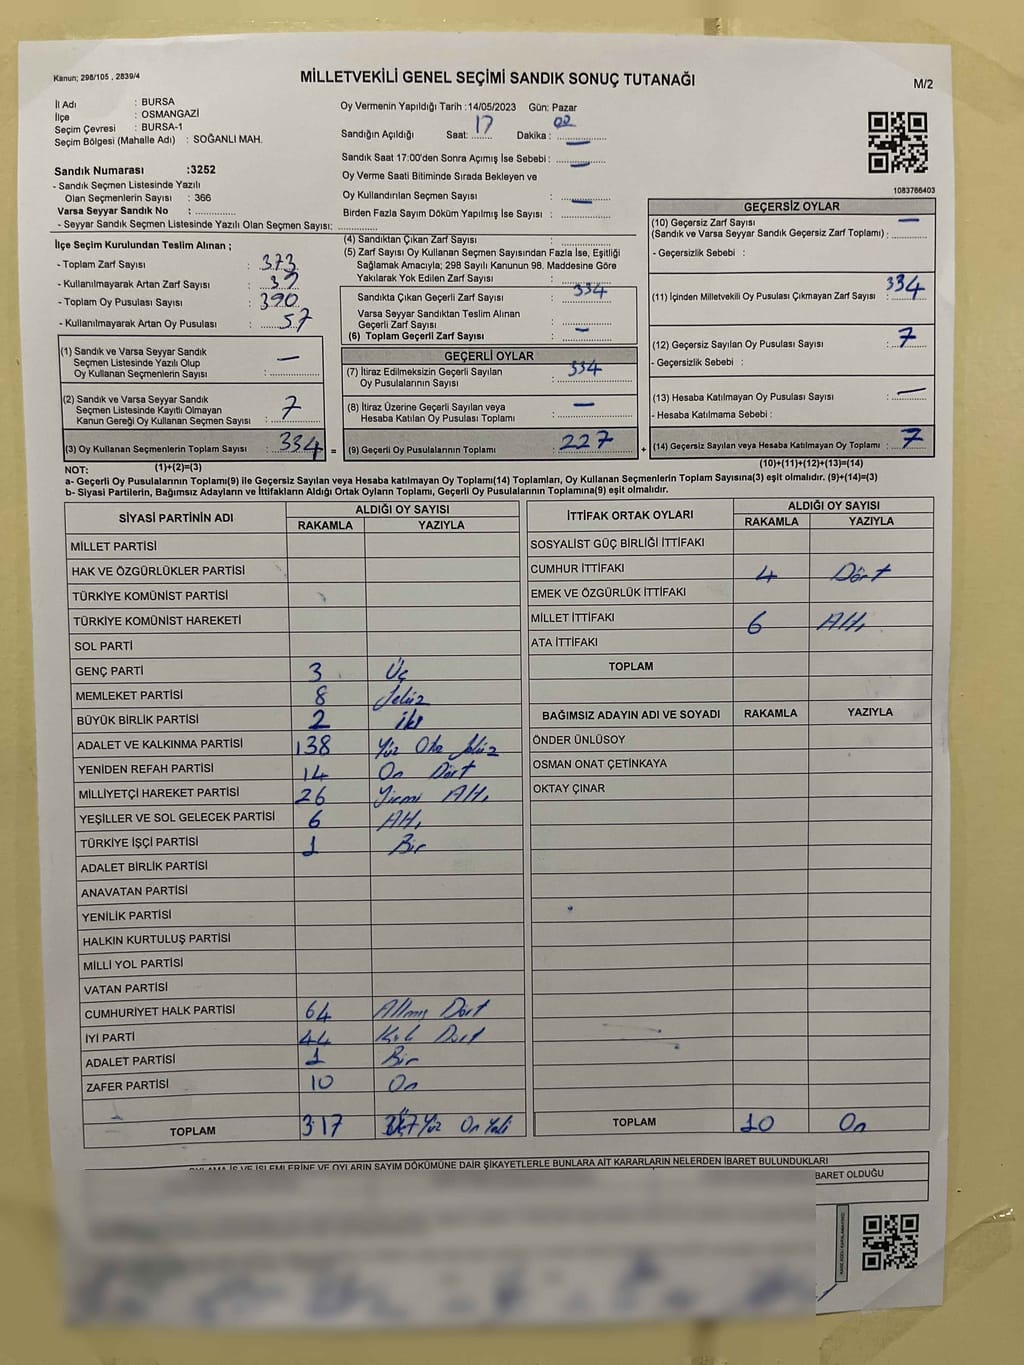 Kanun; 298/105 , 2839/4
MİLLETVEKİLİ GENEL SEÇİMİ SANDIK SONUÇ TUTANAĞI
M/2
İl Adı : BURSA
İlçe : OSMANGAZİ
Seçim Çevresi : BURSA-1
Seçim Bölgesi (Mahalle Adı) : SOĞANLI MAH.
Sandık Numarası :3252
- Sandık Seçmen Listesinde Yazılı
Olan Seçmenlerin Sayısı : 366
Varsa Seyyar Sandık No :
- Seyyar Sandık Seçmen Listesinde Yazılı Olan Seçmen Sayısı:
Oy Vermenin Yapıldığı Tarih :14/05/2023 Gün: Pazar
Sandığın Açıldığı Saat: 17 Dakika : 00
Sandık Saat 17:00'den Sonra Açımış İse Sebebi : —
Oy Verme Saati Bitiminde Sırada Bekleyen ve
Oy Kullandırılan Seçmen Sayısı : —
Birden Fazla Sayım Döküm Yapılmış İse Sayısı :
1083766403
İlçe Seçim Kurulundan Teslim Alınan ;
- Toplam Zarf Sayısı : 373
- Kullanılmayarak Artan Zarf Sayısı : 39
- Toplam Oy Pusulası Sayısı : 390
- Kullanılmayarak Artan Oy Pusulası : 57
(1) Sandık ve Varsa Seyyar Sandık
Seçmen Listesinde Yazılı Olup
Oy Kullanan Seçmenlerin Sayısı : —
(2) Sandık ve Varsa Seyyar Sandık
Seçmen Listesinde Kayıtlı Olmayan
Kanun Gereği Oy Kullanan Seçmen Sayısı : 7
(3) Oy Kullanan Seçmenlerin Toplam Sayısı : 334 =
(4) Sandıktan Çıkan Zarf Sayısı :
(5) Zarf Sayısı Oy Kullanan Seçmen Sayısından Fazla İse, Eşitliği
Sağlamak Amacıyla; 298 Sayılı Kanunun 98. Maddesine Göre
Yakılarak Yok Edilen Zarf Sayısı :
Sandıkta Çıkan Geçerli Zarf Sayısı : 334
Varsa Seyyar Sandıktan Teslim Alınan
Geçerli Zarf Sayısı :
(6) Toplam Geçerli Zarf Sayısı : —
GEÇERLİ OYLAR
(7) İtiraz Edilmeksizin Geçerli Sayılan
Oy Pusulalarının Sayısı : 334
(8) İtiraz Üzerine Geçerli Sayılan veya
Hesaba Katılan Oy Pusulası Toplamı : —
(9) Geçerli Oy Pusulalarının Toplamı : 227 +
GEÇERSİZ OYLAR
(10) Geçersiz Zarf Sayısı —
(Sandık ve Varsa Seyyar Sandık Geçersiz Zarf Toplamı) :
- Geçersizlik Sebebi :
(11) İçinden Milletvekili Oy Pusulası Çıkmayan Zarf Sayısı : 334
(12) Geçersiz Sayılan Oy Pusulası Sayısı : 7
- Geçersizlik Sebebi :
(13) Hesaba Katılmayan Oy Pusulası Sayısı : —
- Hesaba Katılmama Sebebi :
(14) Geçersiz Sayılan veya Hesaba Katılmayan Oy Toplamı : 7
NOT: (1)+(2)=(3) (10)+(11)+(12)+(13)=(14)
a- Geçerli Oy Pusulalarının Toplamı(9) ile Geçersiz Sayılan veya Hesaba katılmayan Oy Toplamı(14) Toplamları, Oy Kullanan Seçmenlerin Toplam Sayısına(3) eşit olmalıdır. (9)+(14)=(3)
b- Siyasi Partilerin, Bağımsız Adayların ve İttifakların Aldığı Ortak Oyların Toplamı, Geçerli Oy Pusulalarının Toplamına(9) eşit olmalıdır.
SİYASİ PARTİNİN ADI ALDIĞI OY SAYISI
RAKAMLA YAZIYLA
MİLLET PARTİSİ
HAK VE ÖZGÜRLÜKLER PARTİSİ
TÜRKİYE KOMÜNİST PARTİSİ
TÜRKİYE KOMÜNİST HAREKETİ
SOL PARTİ
GENÇ PARTİ 3 Üç
MEMLEKET PARTİSİ 8 Sekiz
BÜYÜK BİRLİK PARTİSİ 2 iki
ADALET VE KALKINMA PARTİSİ 138 Yüz Otuz Sekiz
YENİDEN REFAH PARTİSİ 14 On Dört
MİLLİYETÇİ HAREKET PARTİSİ 26 Yirmi Altı
YEŞİLLER VE SOL GELECEK PARTİSİ 6 Altı
TÜRKİYE İŞÇİ PARTİSİ 1 Bir
ADALET BİRLİK PARTİSİ
ANAVATAN PARTİSİ
YENİLİK PARTİSİ
HALKIN KURTULUŞ PARTİSİ
MİLLİ YOL PARTİSİ
VATAN PARTİSİ
CUMHURİYET HALK PARTİSİ 64 Altmış Dört
İYİ PARTİ 44 Kırk Dört
ADALET PARTİSİ 1 Bir
ZAFER PARTİSİ 10 On
TOPLAM 317 Üç Yüz On Yedi
İTTİFAK ORTAK OYLARI ALDIĞI OY SAYISI
RAKAMLA YAZIYLA
SOSYALİST GÜÇ BİRLİĞİ İTTİFAKI
CUMHUR İTTİFAKI 4 Dört
EMEK VE ÖZGÜRLÜK İTTİFAKI
MİLLET İTTİFAKI 6 Altı
ATA İTTİFAKI
TOPLAM
BAĞIMSIZ ADAYIN ADI VE SOYADI RAKAMLA YAZIYLA
ÖNDER ÜNLÜSOY
OSMAN ONAT ÇETİNKAYA
OKTAY ÇINAR
TOPLAM 10 On
OYLAMA İŞ VE İŞLEMLERİNE VE OYLARIN SAYIM DÖKÜMÜNE DAİR ŞİKAYETLERLE BUNLARA AİT KARARLARIN NELERDEN İBARET BULUNDUKLARI
BARET OLDUĞU